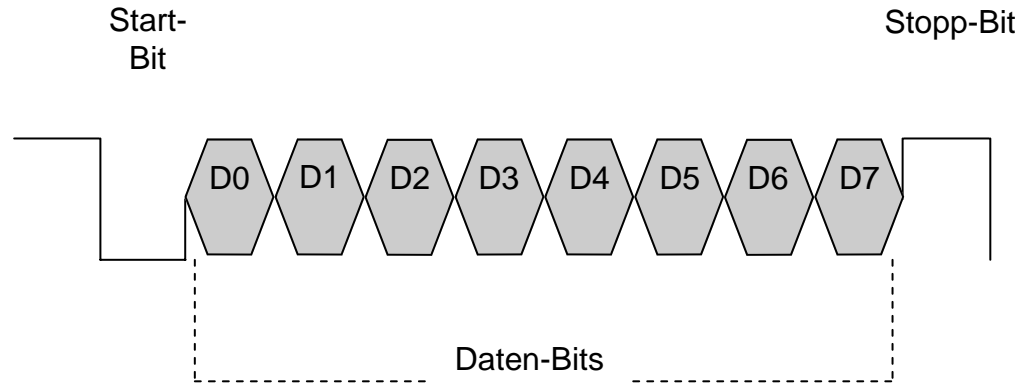 Start-
Bit
Stopp-Bit
D0 D1 D2 D3 D4 D5 D6 D7
Daten-Bits